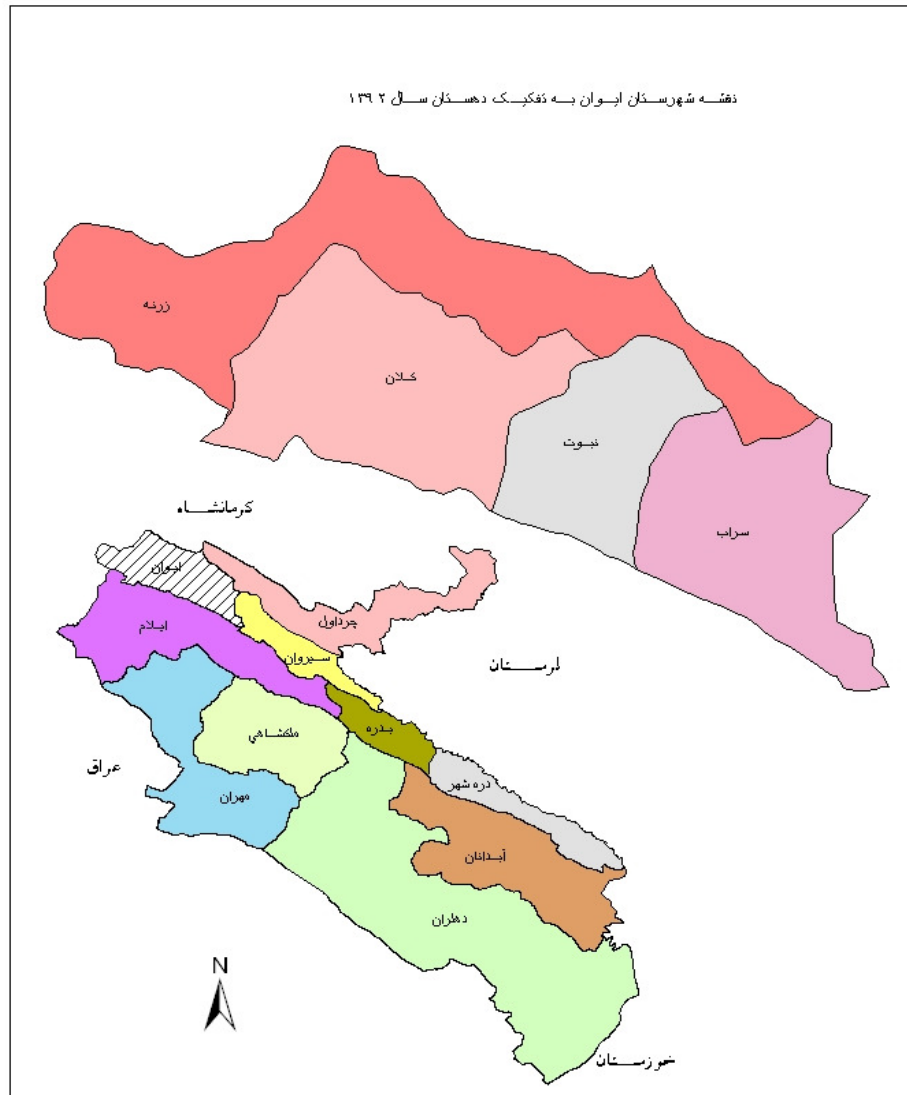 نقشه شهرستان ایوان به تفکیک دهستان سال ۱۳۹۲
زرنه
کلان
نبوت
سراب
کرمانشاه
ایوان
چرداول
ایلام
سیروان
لرستان
بدره
ملکشاهي
عراق
دره شهر
مهران
آبدانان
دهلران
N
خوزستان